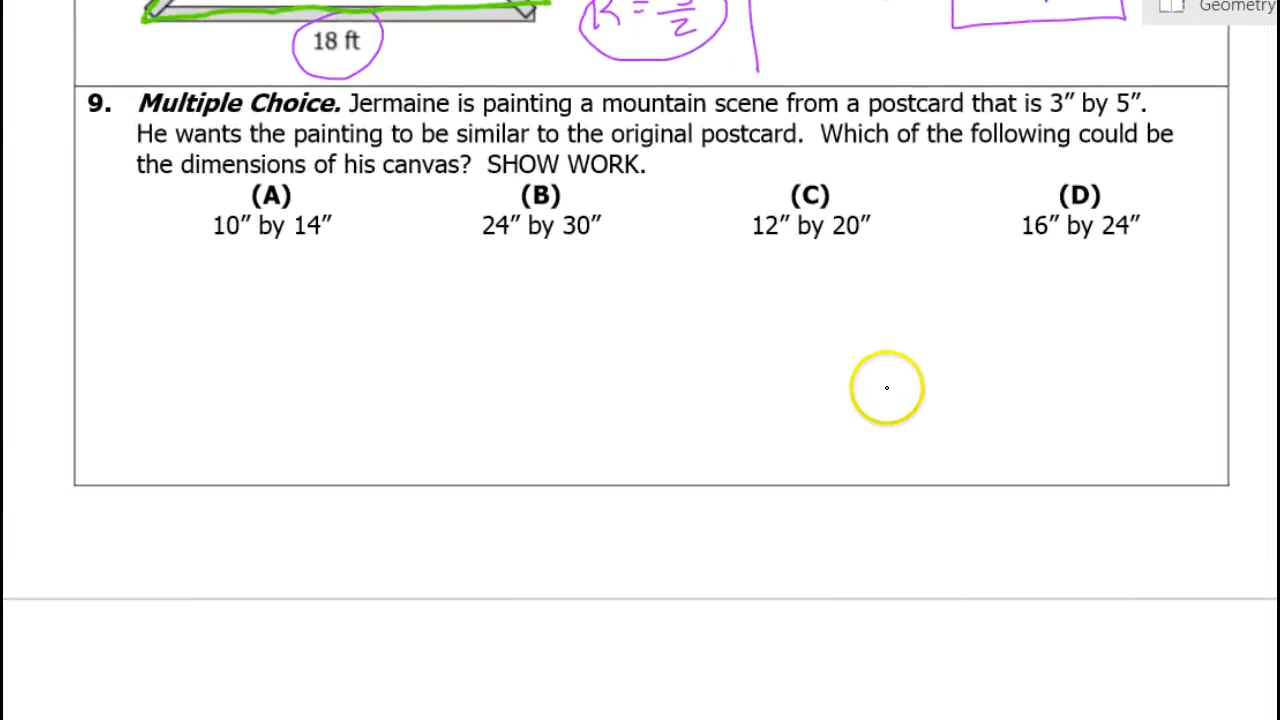 Geometry
18 ft
9. Multiple Choice. Jermaine is painting a mountain scene from a postcard that is 3” by 5”.
He wants the painting to be similar to the original postcard. Which of the following could be
the dimensions of his canvas? SHOW WORK.
(A) (B) (C) (D)
10” by 14” 24” by 30” 12” by 20” 16” by 24”